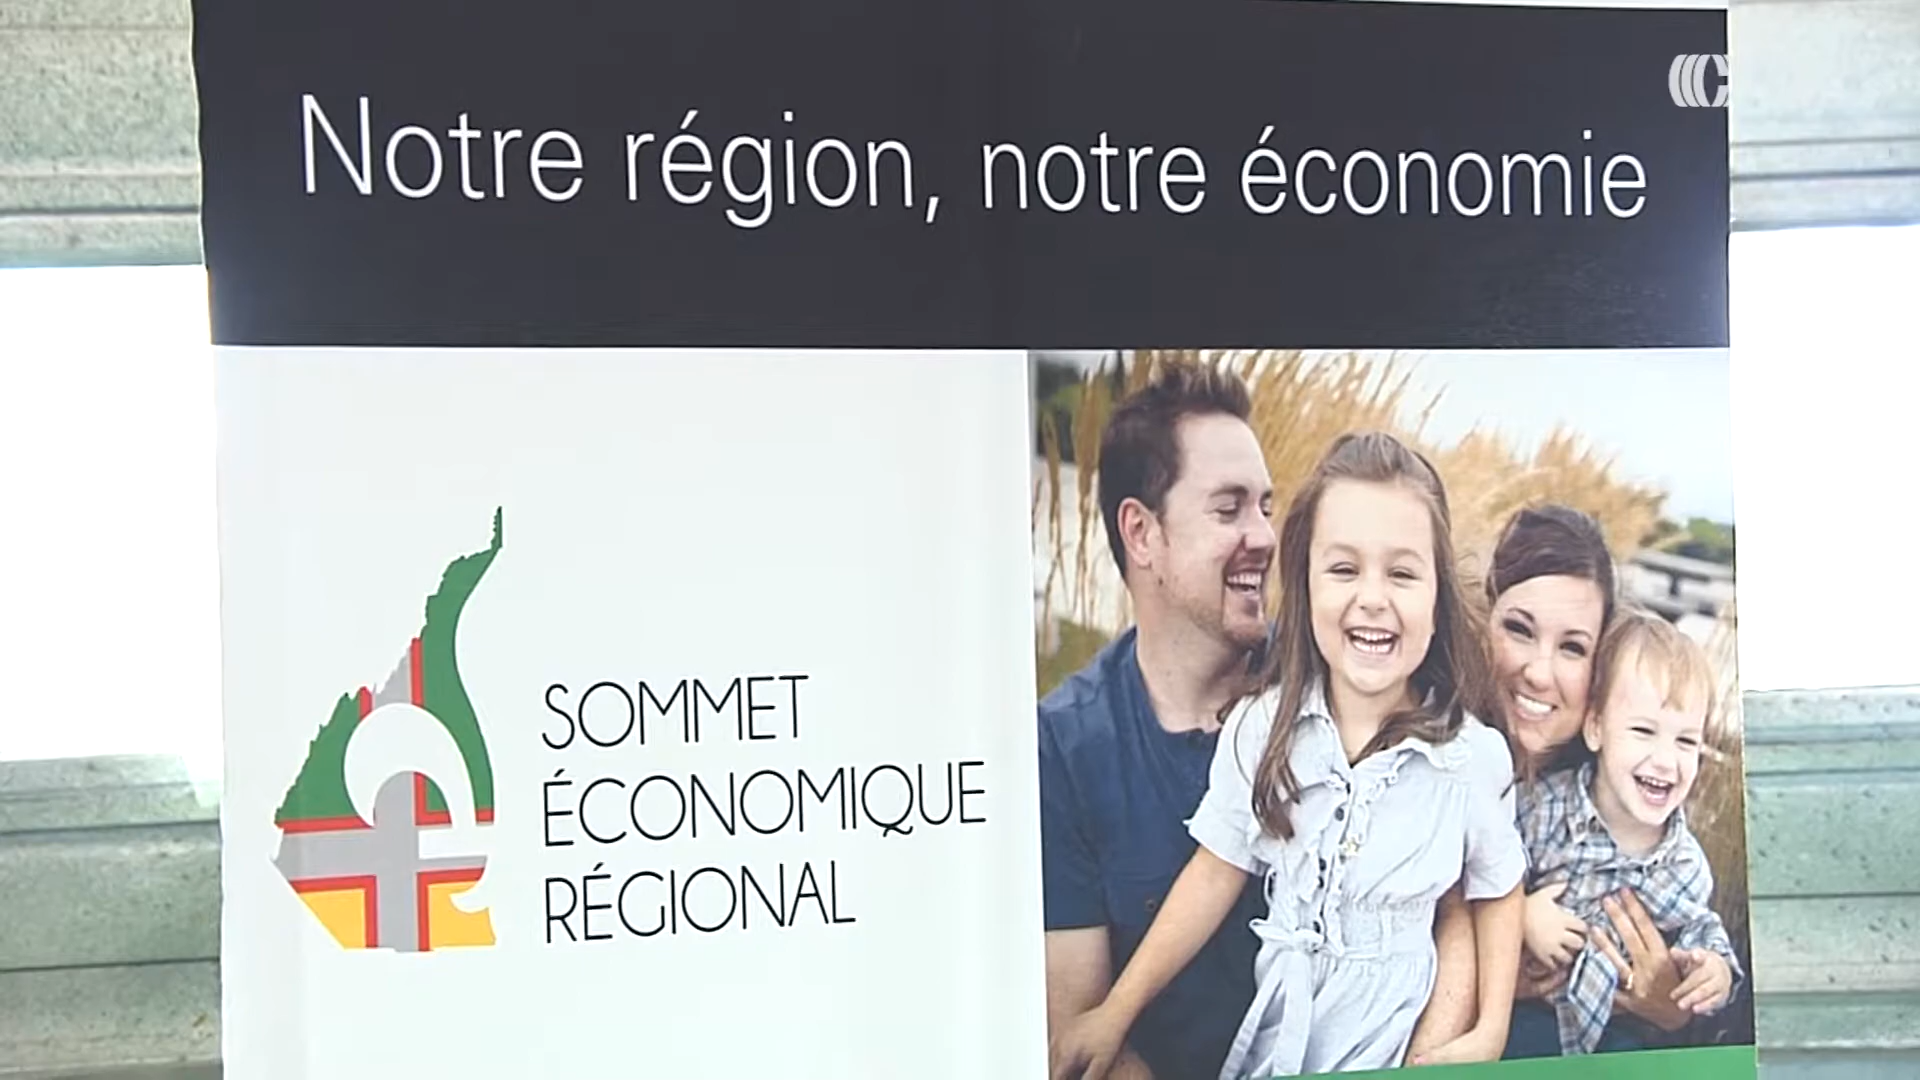 Notre région, notre économie
SOMMET
ÉCONOMIQUE
RÉGIONAL